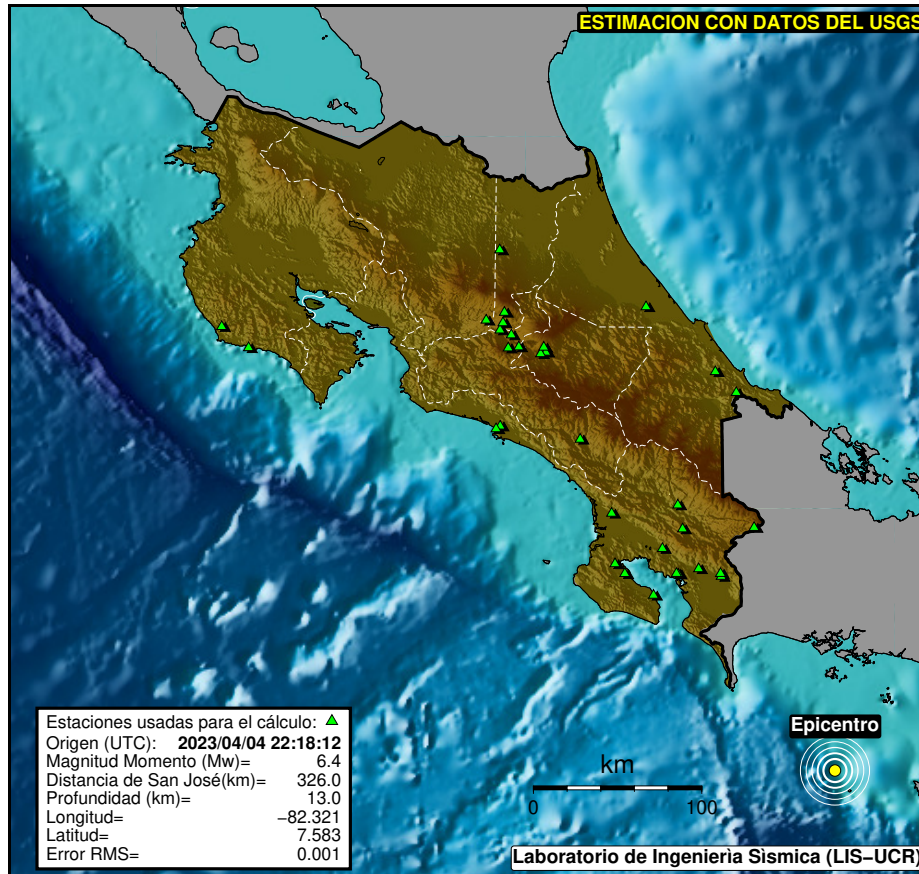 ESTIMACION CON DATOS DEL USGS
Epicentro
km
0 100
Estaciones usadas para el cálculo:
Origen (UTC): 2023/04/04 22:18:12
Magnitud Momento (Mw)= 6.4
Distancia de San José(km)= 326.0
Profundidad (km)= 13.0
Longitud= −82.321
Latitud= 7.583
Error RMS= 0.001
Laboratorio de Ingenierìa Sìsmica (LIS−UCR)